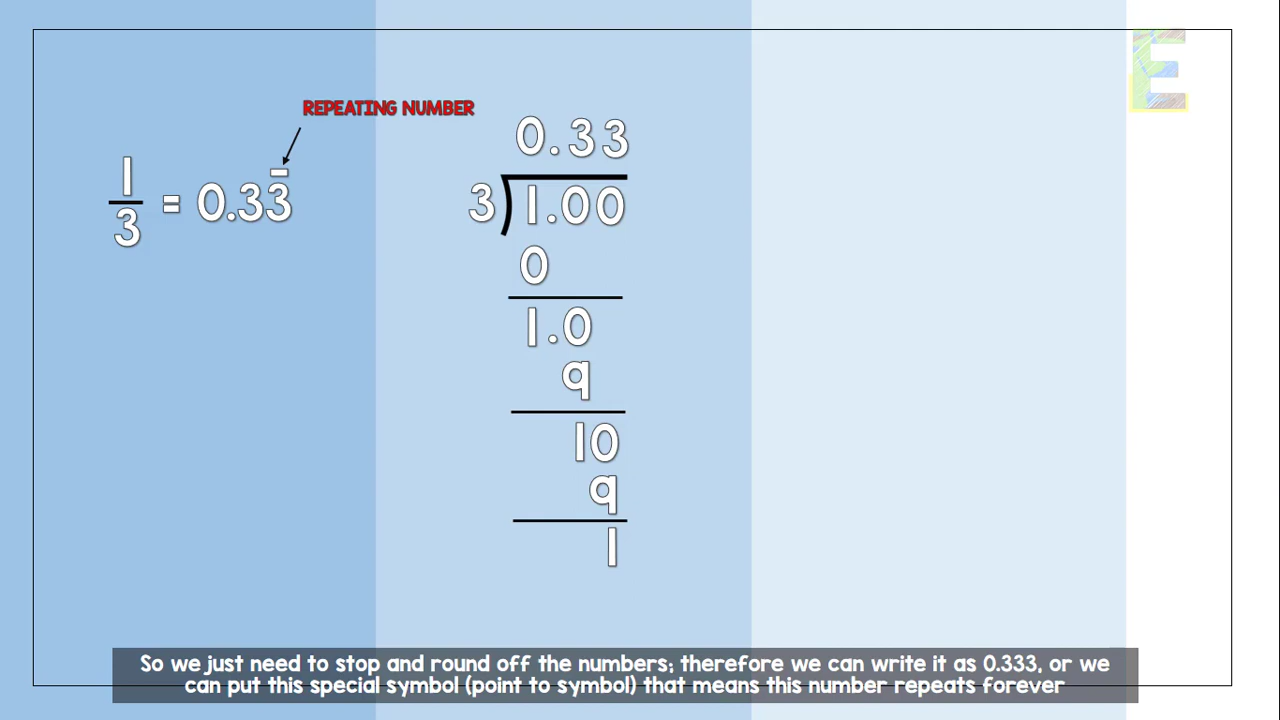 REPEATING NUMBER
1/3 = 0.33̅
0.33
3)1.00
0
1.0
9
10
9
1
E
So we just need to stop and round off the numbers; therefore we can write it as 0.333, or we
can put this special symbol (point to symbol) that means this number repeats forever